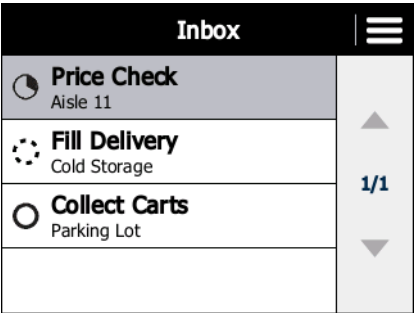 Inbox
Price Check
Aisle 11
Fill Delivery
Cold Storage
1/1
Collect Carts
Parking Lot